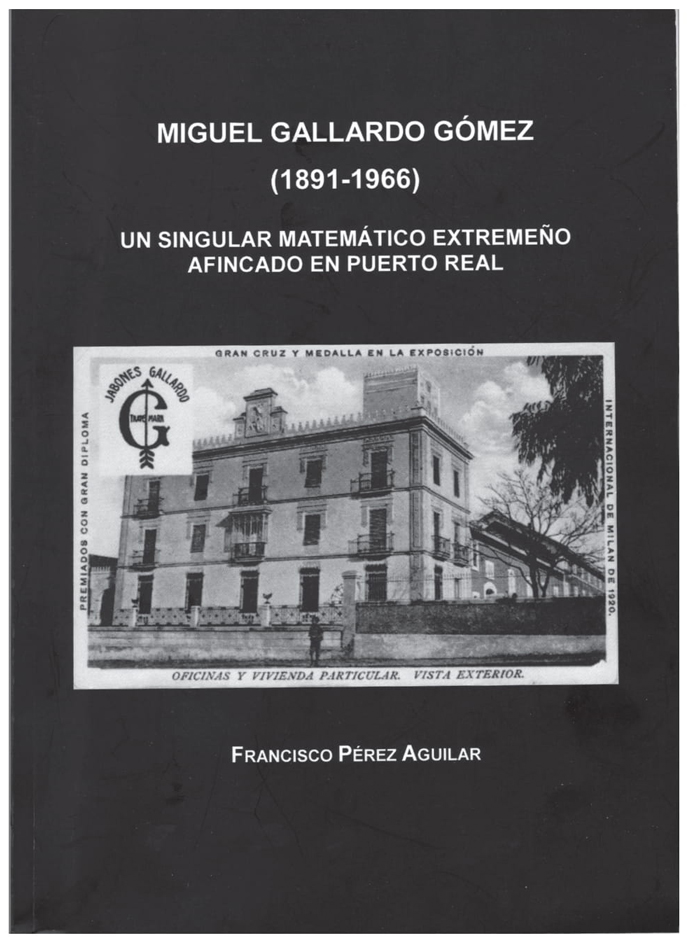 MIGUEL GALLARDO GÓMEZ
(1891-1966)
UN SINGULAR MATEMÁTICO EXTREMEÑO
AFINCADO EN PUERTO REAL
PREMIADOS CON GRAN DIPLOMA
GRAN CRUZ Y MEDALLA EN LA EXPOSICIÓN
INTERNACIONAL DE MILAN DE 1920.
JABONES GALLARDO
G
TRADE MARK
OFICINAS Y VIVIENDA PARTICULAR. VISTA EXTERIOR.
FRANCISCO PÉREZ AGUILAR